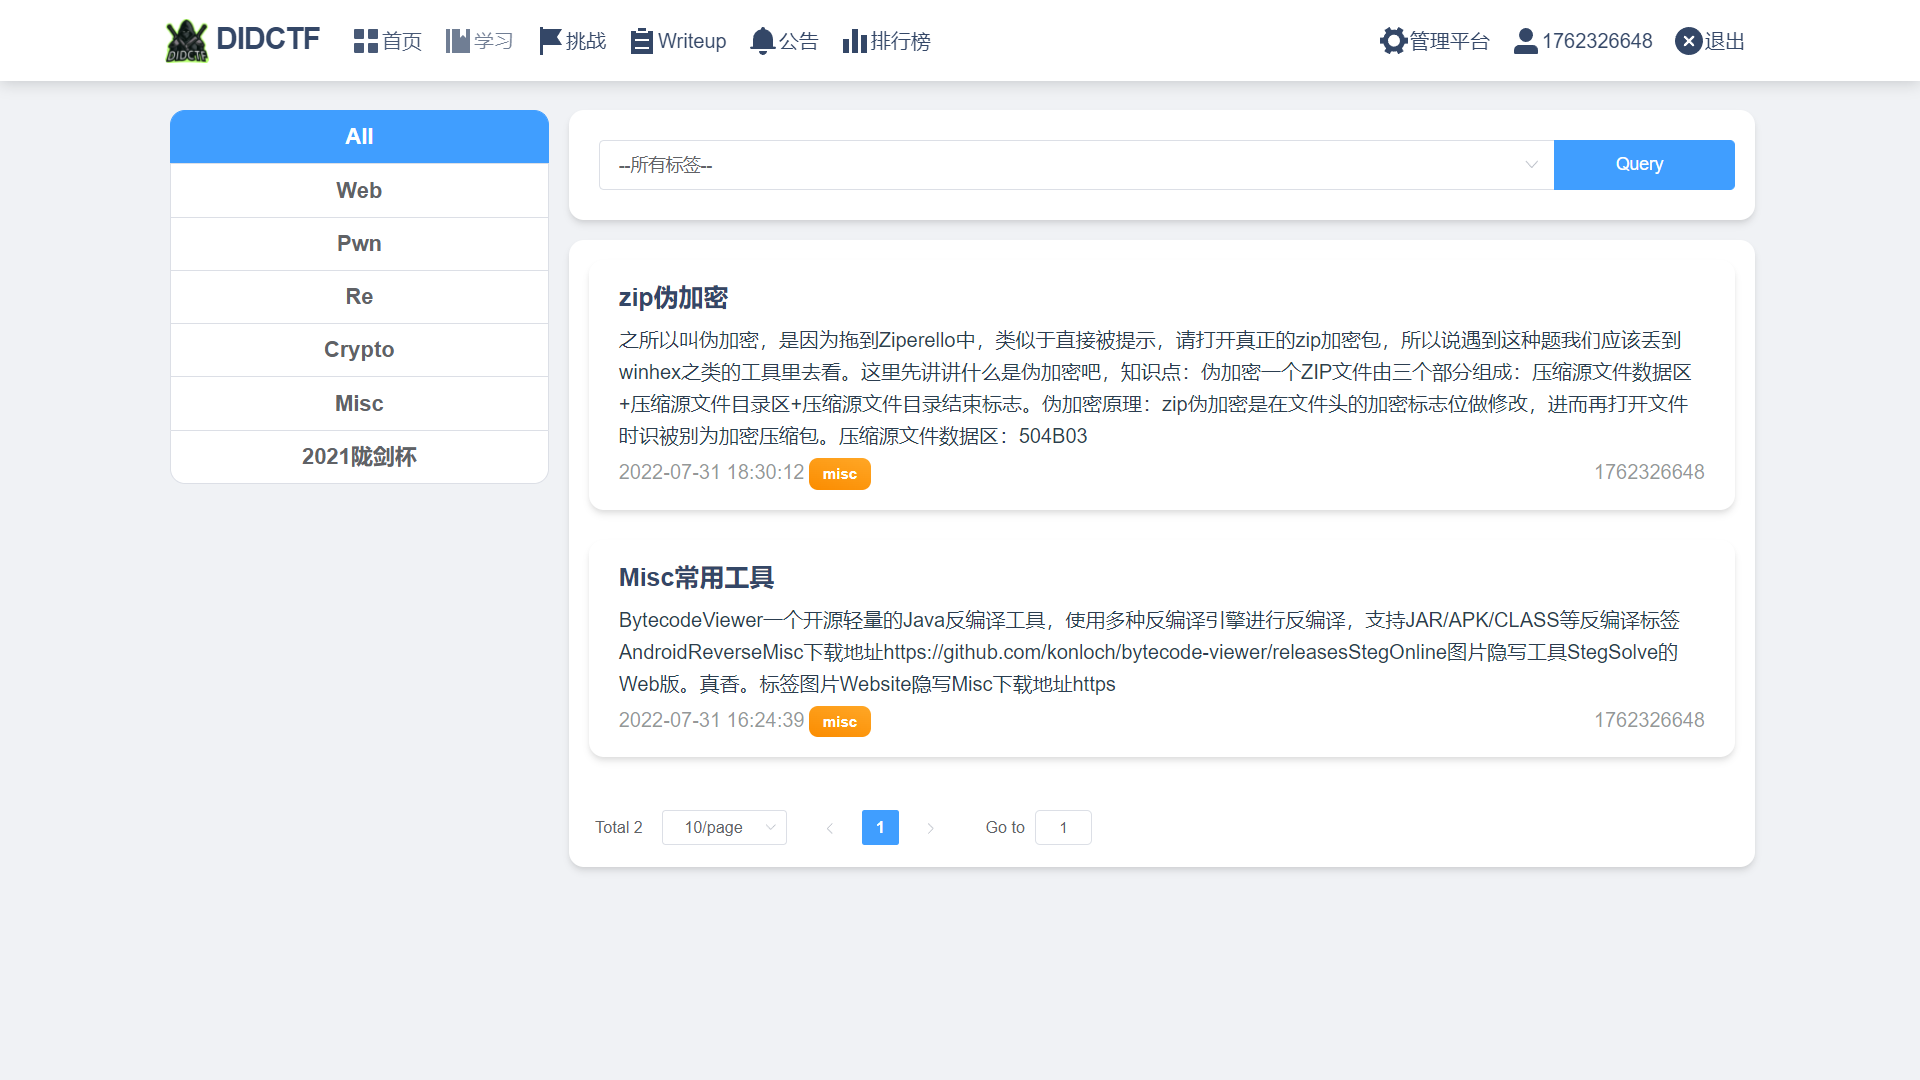 DIDCTF 首页 学习 挑战 Writeup 公告 排行榜 管理平台 1762326648 退出
All
Web
Pwn
Re
Crypto
Misc
2021陇剑杯
--所有标签-- Query
zip伪加密
之所以叫伪加密，是因为拖到Ziperello中，类似于直接被提示，请打开真正的zip加密包，所以说遇到这种题我们应该丢到
winhex之类的工具里去看。这里先讲讲什么是伪加密吧，知识点：伪加密一个ZIP文件由三个部分组成：压缩源文件数据区
+压缩源文件目录区+压缩源文件目录结束标志。伪加密原理：zip伪加密是在文件头的加密标志位做修改，进而再打开文件
时识被别为加密压缩包。压缩源文件数据区：504B03
2022-07-31 18:30:12 misc 1762326648
Misc常用工具
BytecodeViewer一个开源轻量的Java反编译工具，使用多种反编译引擎进行反编译，支持JAR/APK/CLASS等反编译标签
AndroidReverseMisc下载地址https://github.com/konloch/bytecode-viewer/releasesStegOnline图片隐写工具StegSolve的
Web版。真香。标签图片Website隐写Misc下载地址https
2022-07-31 16:24:39 misc 1762326648
Total 2 10/page 1 Go to 1